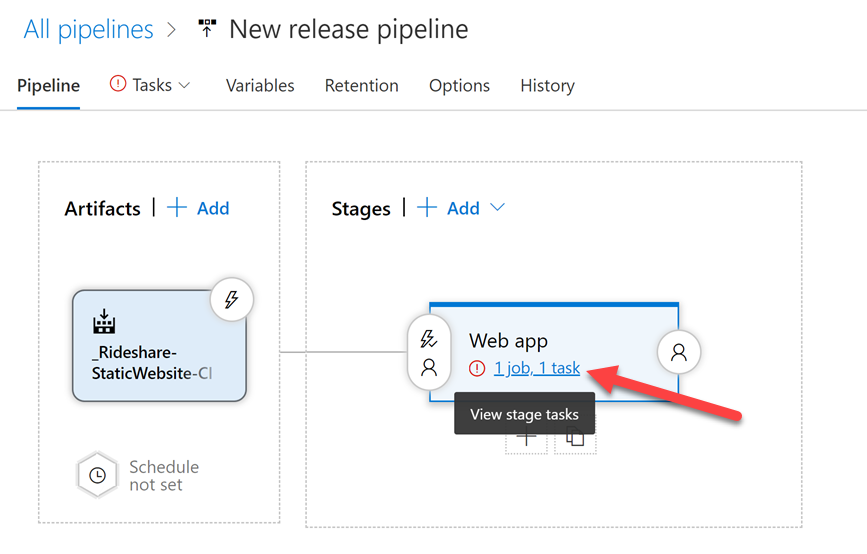 All pipelines > New release pipeline
Pipeline Tasks Variables Retention Options History
Artifacts | + Add
Stages | + Add
_Rideshare-
StaticWebsite-CI
Web app
1 job, 1 task
View stage tasks
Schedule
not set